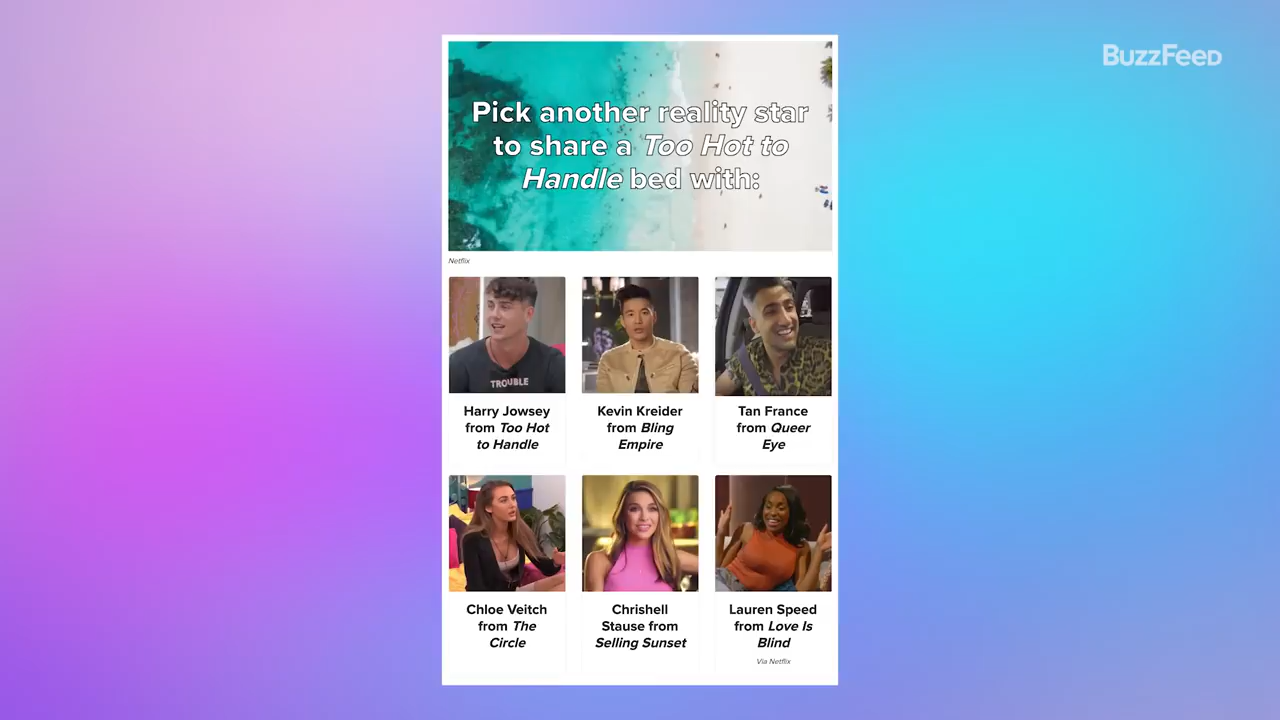 BuzzFeed
Pick another reality star
to share a Too Hot to
Handle bed with:
Netflix
TROUBLE
Harry Jowsey
from Too Hot
to Handle
Kevin Kreider
from Bling
Empire
Tan France
from Queer
Eye
Chloe Veitch
from The
Circle
Chrishell
Stause from
Selling Sunset
Lauren Speed
from Love Is
Blind
Via Netflix